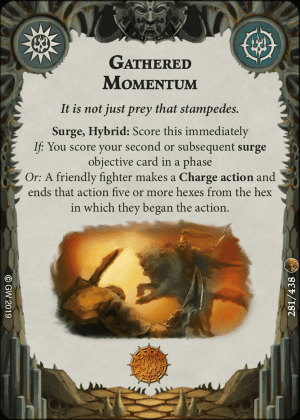 GATHERED
MOMENTUM
It is not just prey that stampedes.
Surge, Hybrid: Score this immediately
If: You score your second or subsequent surge
objective card in a phase
Or: A friendly fighter makes a Charge action and
ends that action five or more hexes from the hex
in which they began the action.
© GW 2019
281/438